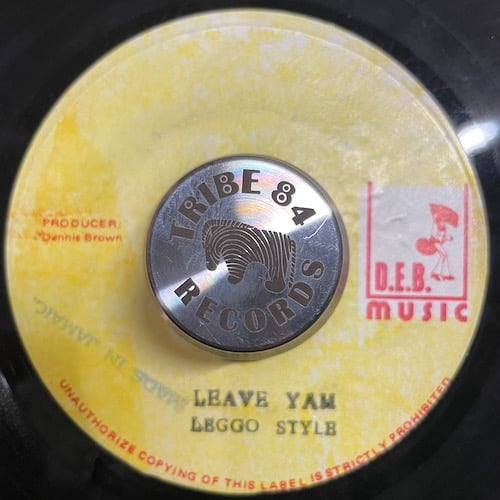 TRIBE 84
RECORDS
PRODUCER:
Dennis Brown
D.E.B.
MUSIC
MADE IN JAMAIC
LEAVE YAM
LEGGO STYLE
UNAUTHORIZE COPYING OF THIS LABEL IS STRICTLY PROHIBITED